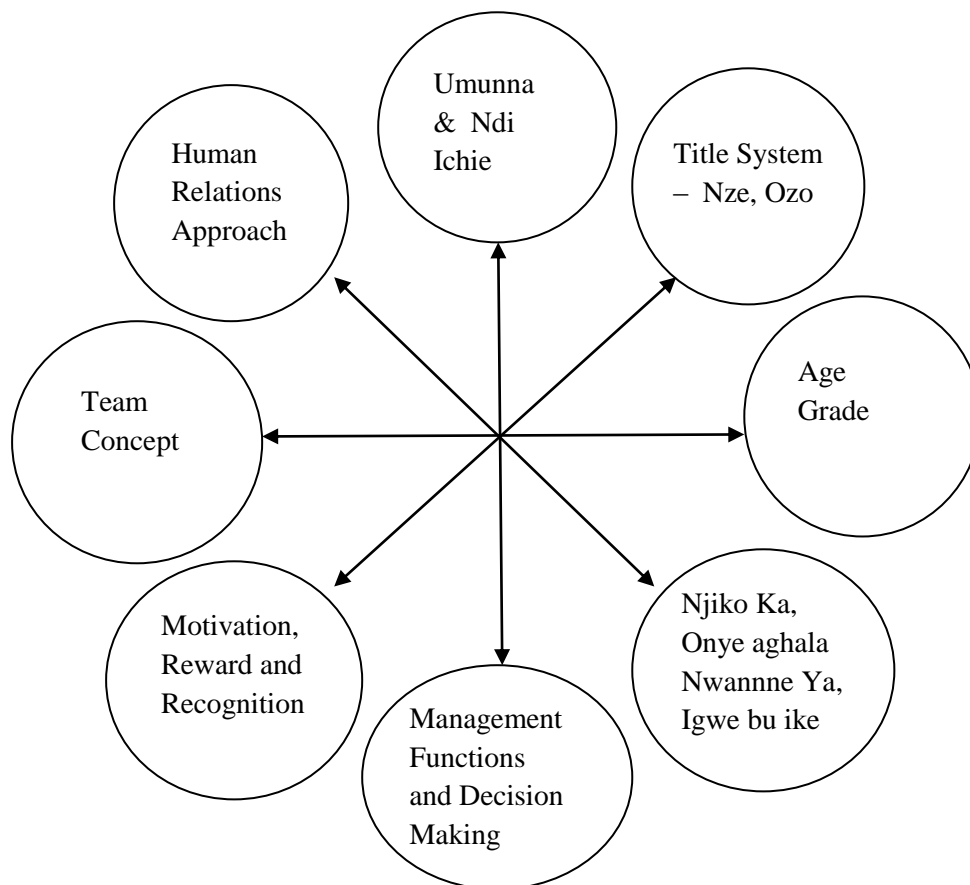 Umunna
& Ndi
Ichie
Title System
– Nze, Ozo
Age
Grade
Njiko Ka,
Onye aghala
Nwannne Ya,
Igwe bu ike
Management
Functions
and Decision
Making
Motivation,
Reward and
Recognition
Team
Concept
Human
Relations
Approach